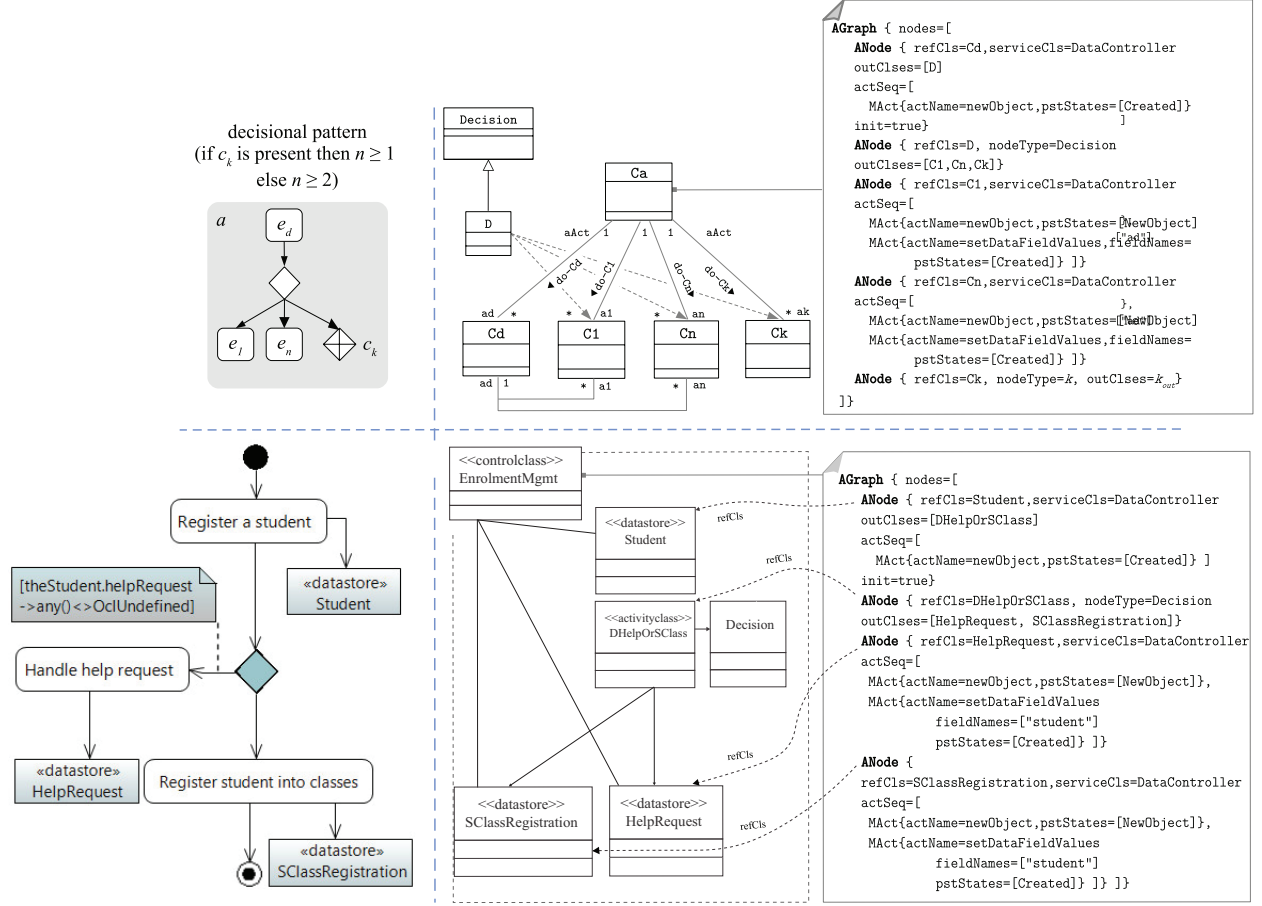 decisional pattern
(if ck is present then n ≥ 1
else n ≥ 2)
a
ed
el
en
ck
Decision
D
Ca
aAct
1
1
1
aAct
do-Cd
do-C1
do-Cn
do-Ck
ad
*
*
a1
*
an
*
ak
Cd
C1
Cn
Ck
ad
1
*
a1
*
an
AGraph { nodes=[
ANode { refCls=Cd,serviceCls=DataController
outClses=[D]
actSeq=[
MAct{actName=newObject,pstStates=[Created]}
]
init=true}
ANode { refCls=D, nodeType=Decision
outClses=[C1,Cn,Ck]}
ANode { refCls=C1,serviceCls=DataController
actSeq=[
MAct{actName=newObject,pstStates=[NewObject]
MAct{actName=setDataFieldValues,fieldNames=
["ad"]
pstStates=[Created]} ]}
ANode { refCls=Cn,serviceCls=DataController
actSeq=[
},
MAct{actName=newObject,pstStates=[NewObject]
MAct{actName=setDataFieldValues,fieldNames=
pstStates=[Created]} ]}
ANode { refCls=Ck, nodeType=k, outClses=kout}
]}
Register a student
[theStudent.helpRequest
->any()<>OclUndefined]
«datastore»
Student
Handle help request
«datastore»
HelpRequest
Register student into classes
«datastore»
SClassRegistration
<<controlclass>>
EnrolmentMgmt
<<datastore>>
Student
<<activityclass>>
DHelpOrSClass
Decision
<<datastore>>
SClassRegistration
<<datastore>>
HelpRequest
refCls
refCls
refCls
refCls
AGraph { nodes=[
ANode { refCls=Student,serviceCls=DataController
outClses=[DHelpOrSClass]
actSeq=[
MAct{actName=newObject,pstStates=[Created]} ]
init=true}
ANode { refCls=DHelpOrSClass, nodeType=Decision
outClses=[HelpRequest, SClassRegistration]}
ANode { refCls=HelpRequest,serviceCls=DataController
actSeq=[
MAct{actName=newObject,pstStates=[NewObject]},
MAct{actName=setDataFieldValues
fieldNames=["student"]
pstStates=[Created]} ]}
ANode {
refCls=SClassRegistration,serviceCls=DataController
actSeq=[
MAct{actName=newObject,pstStates=[NewObject]},
MAct{actName=setDataFieldValues
fieldNames=["student"]
pstStates=[Created]} ]} ]}